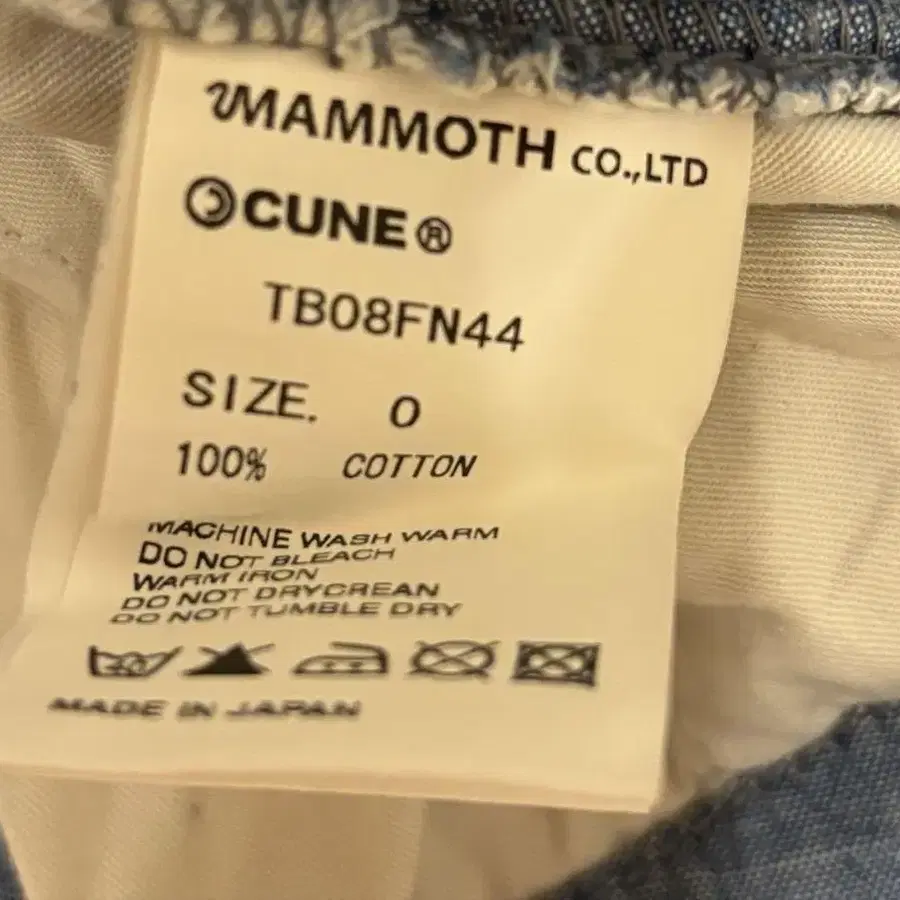 MAMMOTH CO.,LTD
CUNE®
TB08FN44
SIZE. 0
100% COTTON
MACHINE WASH WARM
DO NOT BLEACH
WARM IRON
DO NOT DRYCREAN
DO NOT TUMBLE DRY
MADE IN JAPAN